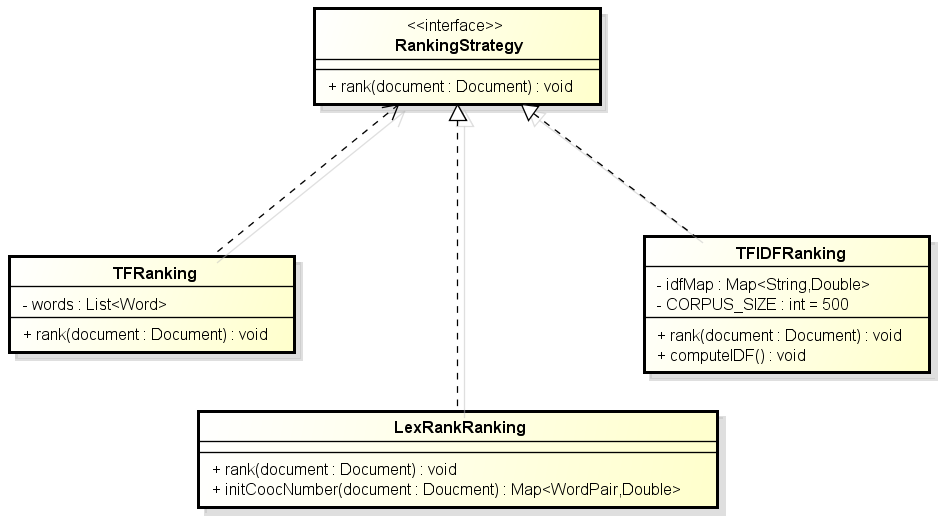 <<interface>>
RankingStrategy
+ rank(document : Document) : void
TFRanking
- words : List<Word>
+ rank(document : Document) : void
TFIDFRanking
- idfMap : Map<String,Double>
- CORPUS_SIZE : int = 500
+ rank(document : Document) : void
+ computeIDF() : void
LexRankRanking
+ rank(document : Document) : void
+ initCoocNumber(document : Doucment) : Map<WordPair,Double>